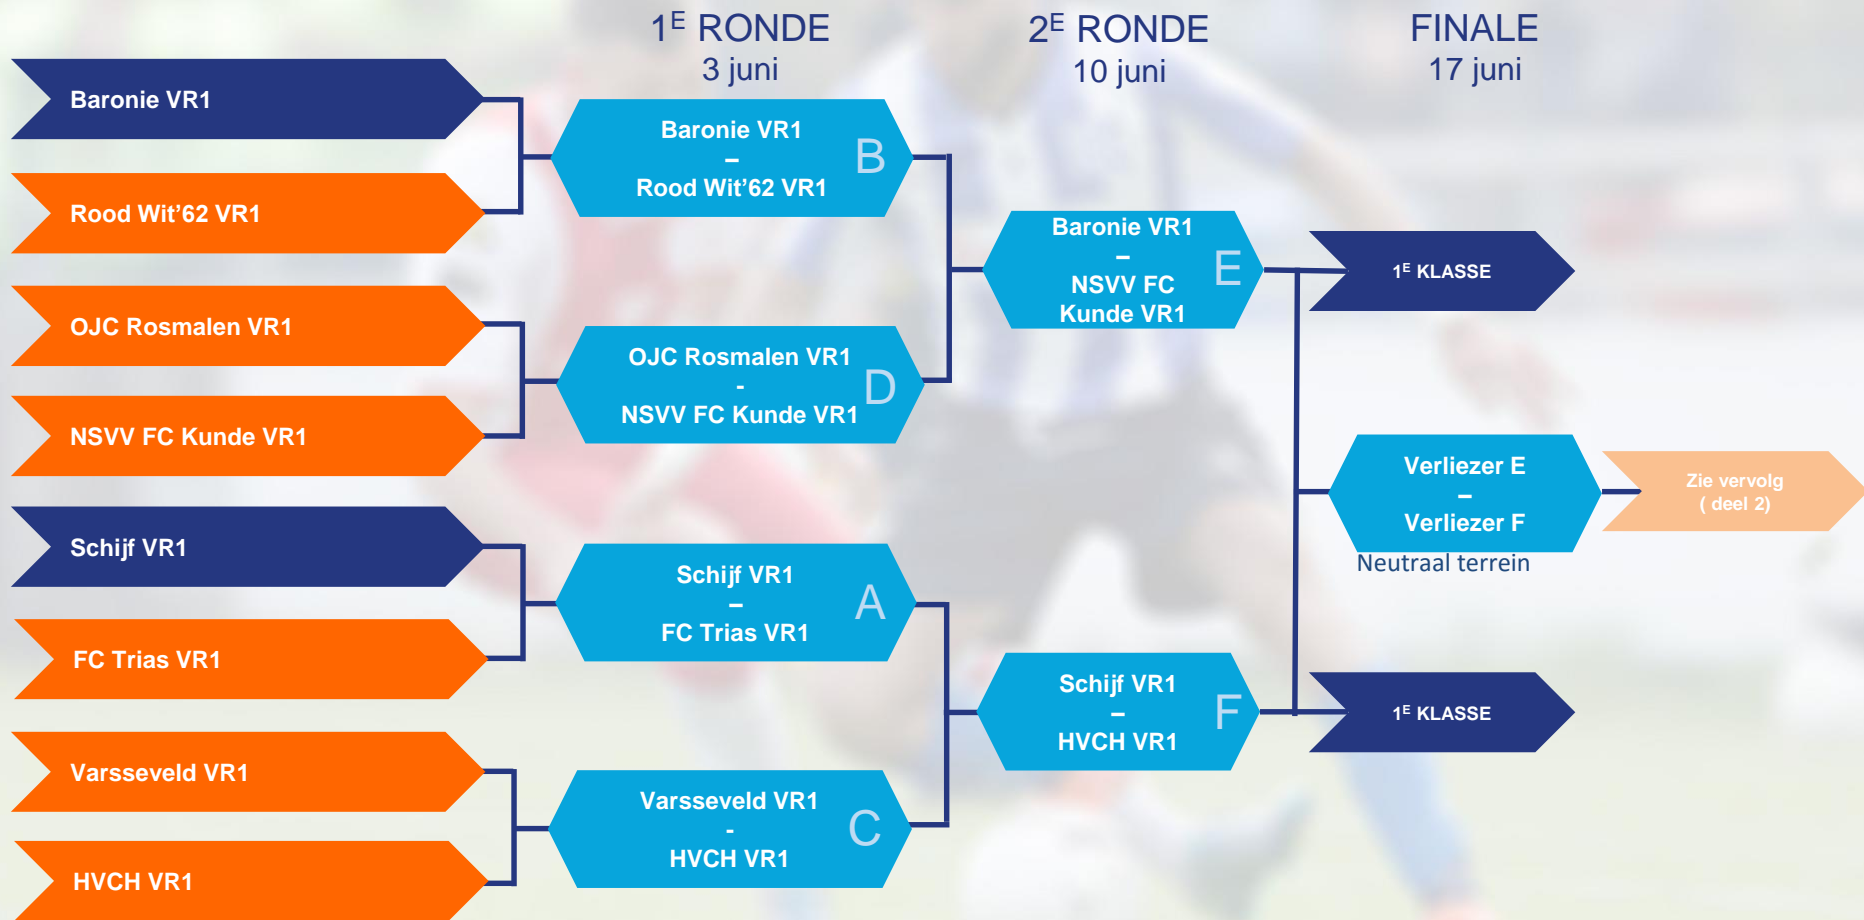 1E RONDE
3 juni
2E RONDE
10 juni
FINALE
17 juni
Baronie VR1
Rood Wit’62 VR1
OJC Rosmalen VR1
NSVV FC Kunde VR1
Schijf VR1
FC Trias VR1
Varsseveld VR1
HVCH VR1
Baronie VR1
–
Rood Wit’62 VR1
B
OJC Rosmalen VR1
-
NSVV FC Kunde VR1
D
Schijf VR1
–
FC Trias VR1
A
Varsseveld VR1
-
HVCH VR1
C
Baronie VR1
–
NSVV FC
Kunde VR1
E
Schijf VR1
–
HVCH VR1
F
1E KLASSE
Verliezer E
–
Verliezer F
Neutraal terrein
Zie vervolg
( deel 2)
1E KLASSE